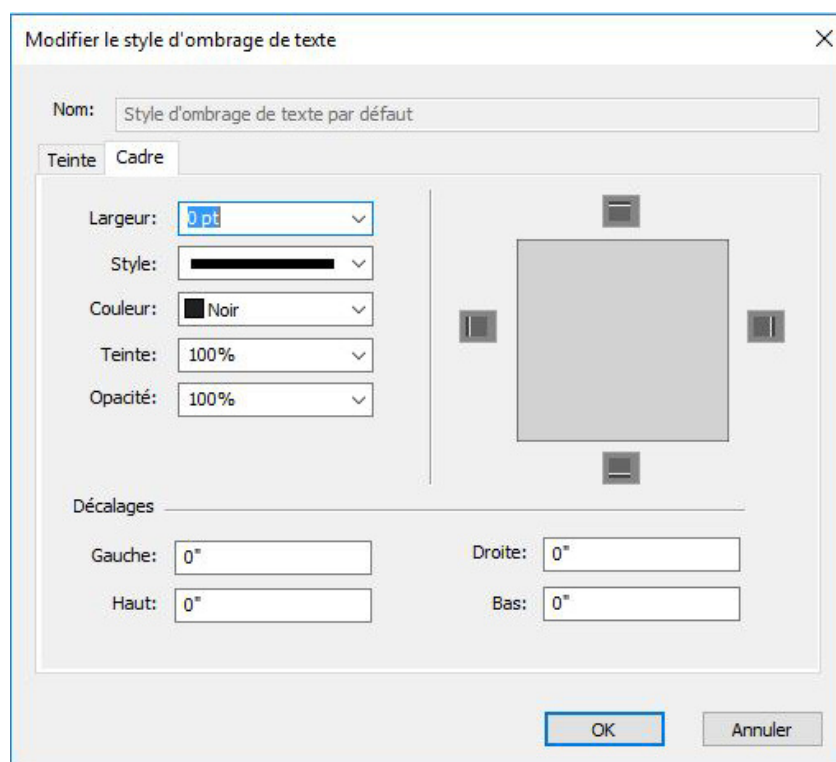 Modifier le style d'ombrage de texte
Nom: Style d'ombrage de texte par défaut
Teinte Cadre
Largeur: 0 pt
Style:
Couleur: Noir
Teinte: 100%
Opacité: 100%
Décalages
Gauche: 0" Droite: 0"
Haut: 0" Bas: 0"
OK Annuler